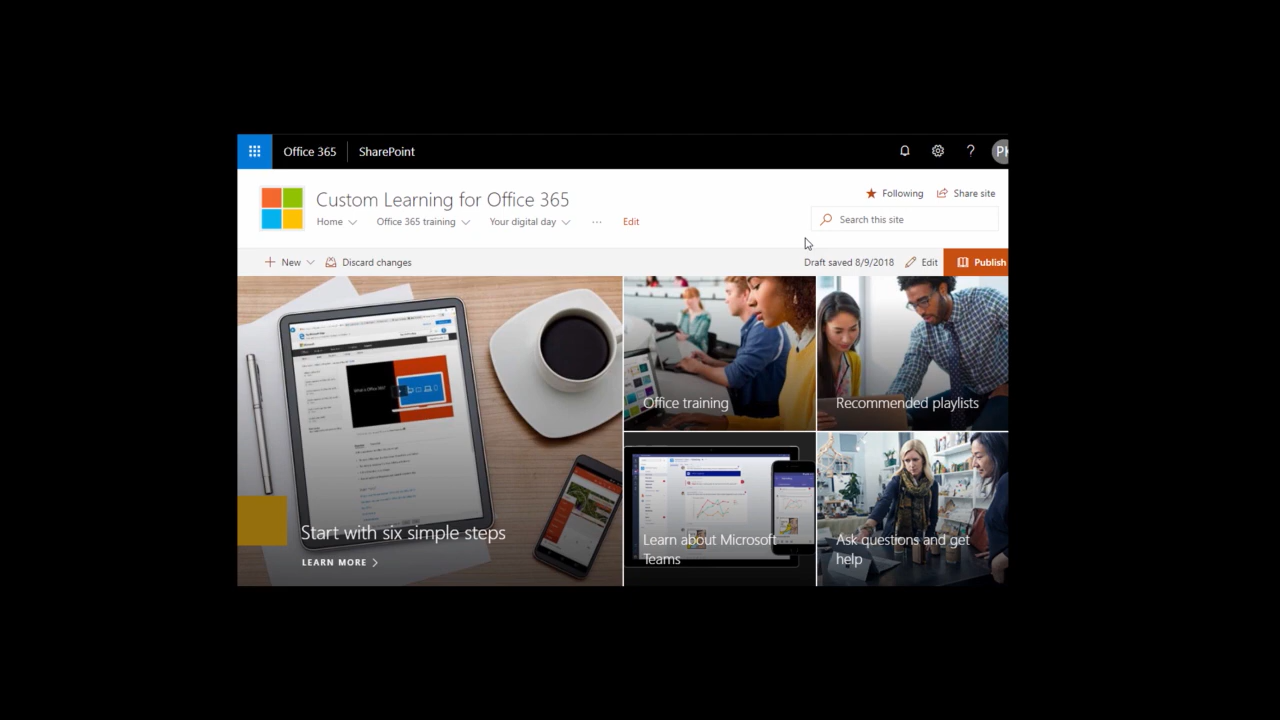 Office 365 SharePoint ? PK
Custom Learning for Office 365
Following Share site
Home Office 365 training Your digital day ... Edit
Search this site
+ New Discard changes Draft saved 8/9/2018 Edit Publish
Office training
Recommended playlists
Start with six simple steps
LEARN MORE
Learn about Microsoft
Teams
Ask questions and get
help